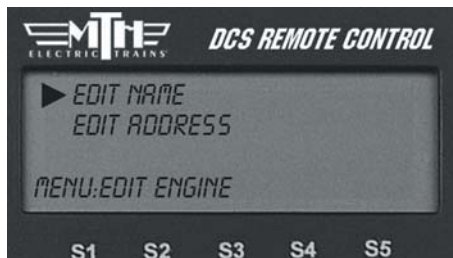 MTH
ELECTRIC TRAINS
DCS REMOTE CONTROL
EDIT NAME
EDIT ADDRESS
MENU:EDIT ENGINE
S1 S2 S3 S4 S5